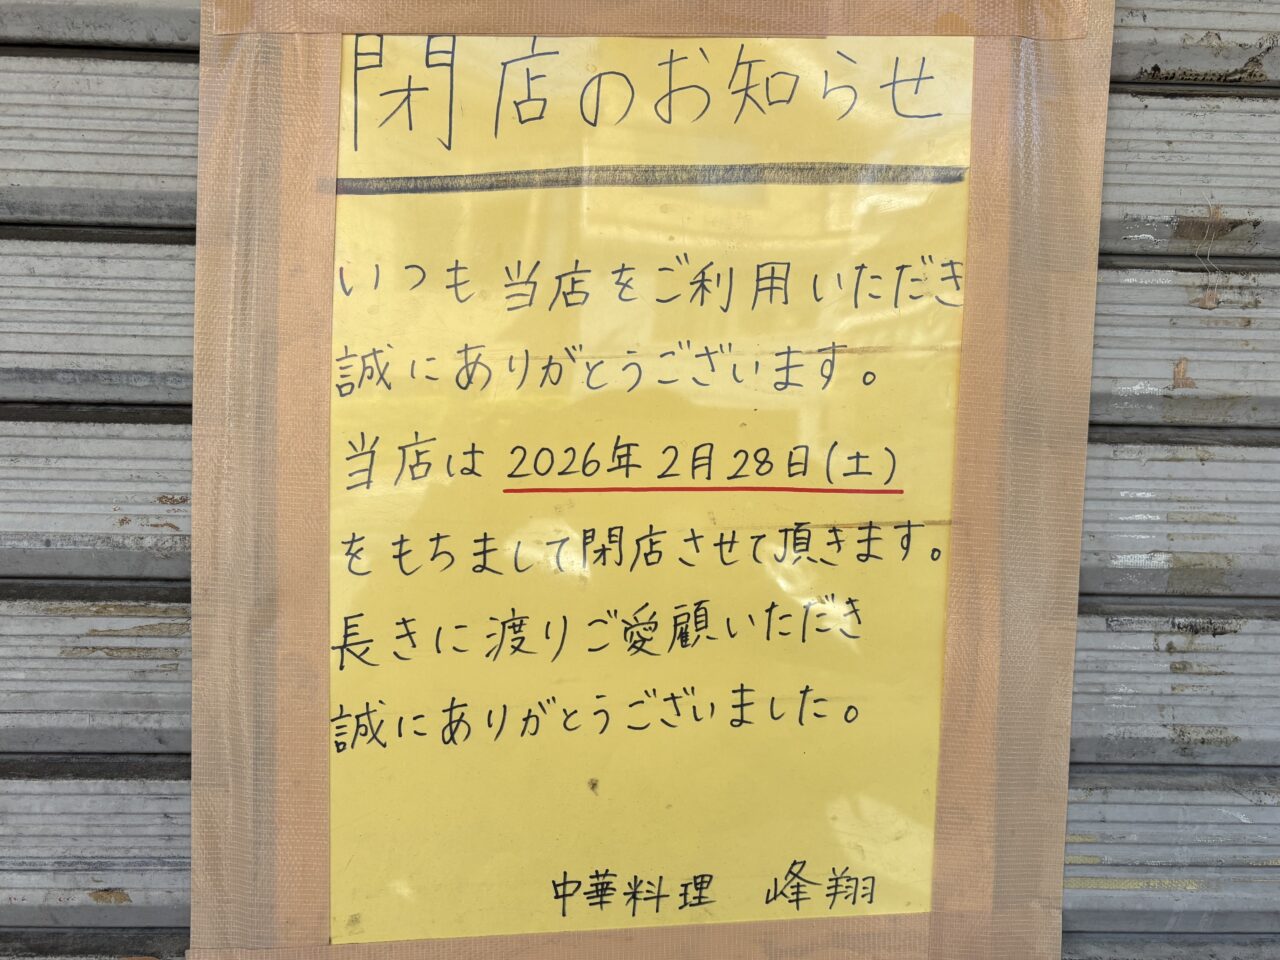 閉店のお知らせ
いつも当店をご利用いただき
誠にありがとうございます。
当店は 2026年2月28日(土)
をもちまして閉店させて頂きます。
長きに渡りご愛顧いただき
誠にありがとうございました。
中華料理 峰翔